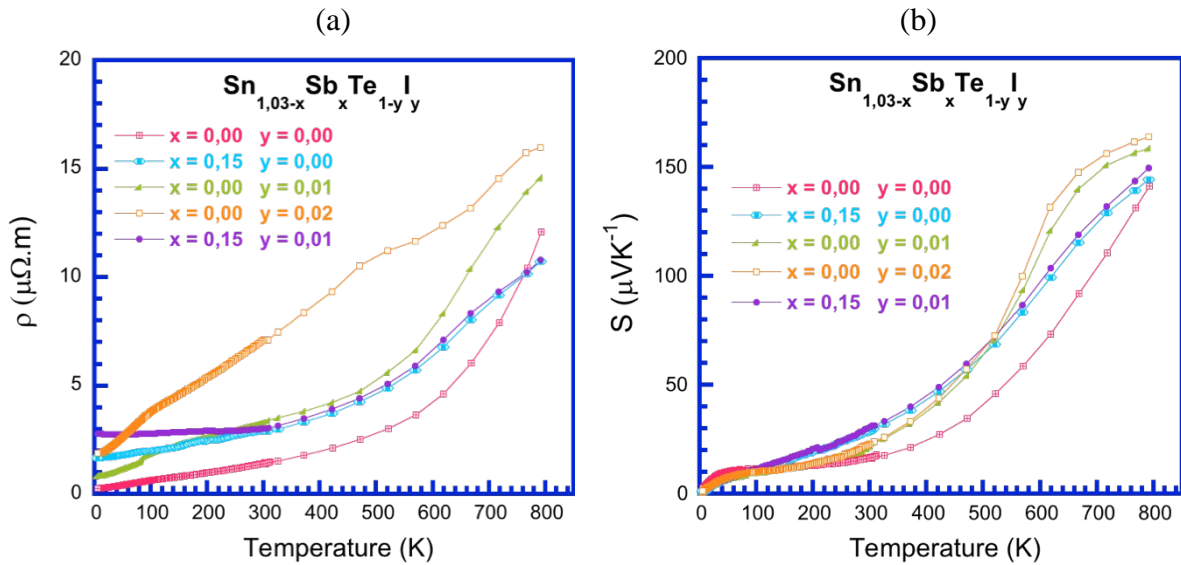 (a)
Sn1,03-xSbxTe1-yIy
x = 0,00 y = 0,00
x = 0,15 y = 0,00
x = 0,00 y = 0,01
x = 0,00 y = 0,02
x = 0,15 y = 0,01
ρ (μΩ.m)
20
15
10
5
0
0 100 200 300 400 500 600 700 800
Temperature (K)
(b)
Sn1,03-xSbxTe1-yIy
x = 0,00 y = 0,00
x = 0,15 y = 0,00
x = 0,00 y = 0,01
x = 0,00 y = 0,02
x = 0,15 y = 0,01
S (μVK-1)
200
150
100
50
0
0 100 200 300 400 500 600 700 800
Temperature (K)